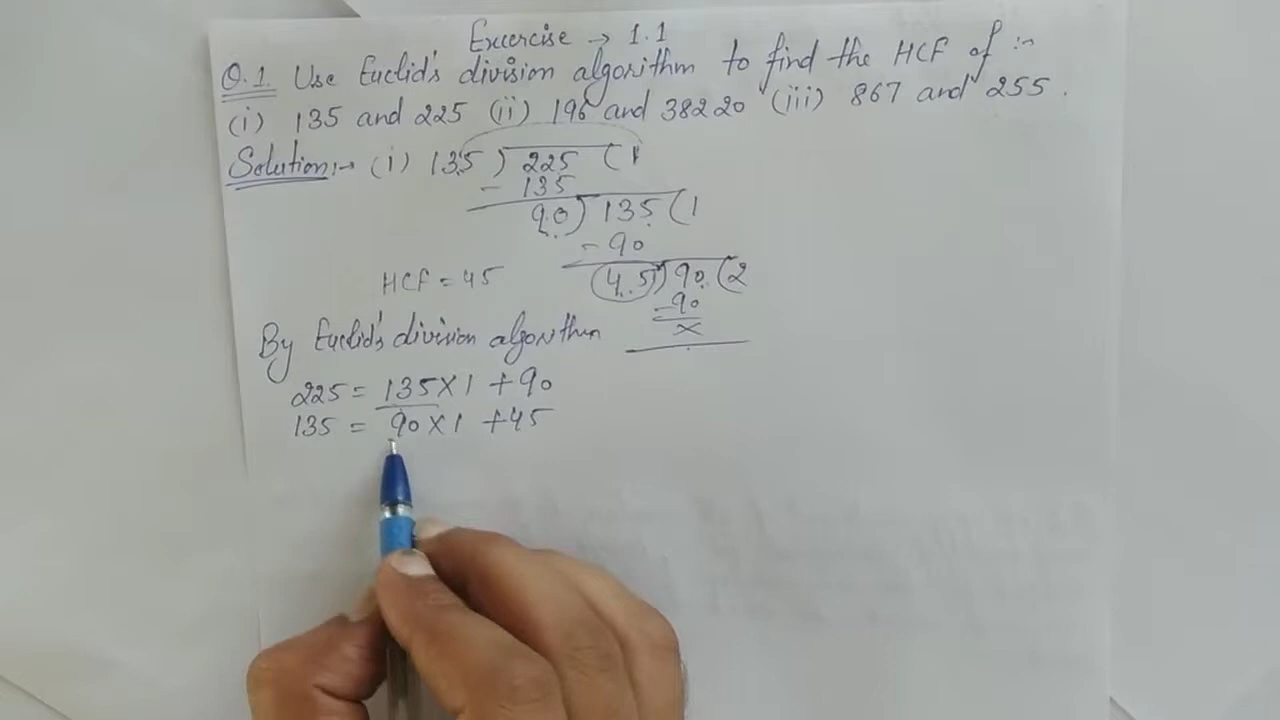 Excercise → 1.1
Q.1. Use Euclid's division algorithm to find the HCF of :-
(i) 135 and 225 (ii) 196 and 38220 (iii) 867 and 255.
Solution:→ (i) 135 ) 225 ( 1
- 135
90 ) 135 ( 1
- 90
HCF = 45 45 ) 90 ( 2
- 90
×
By Euclid's division algorithm
225 = 135 × 1 + 90
135 = 90 × 1 + 45